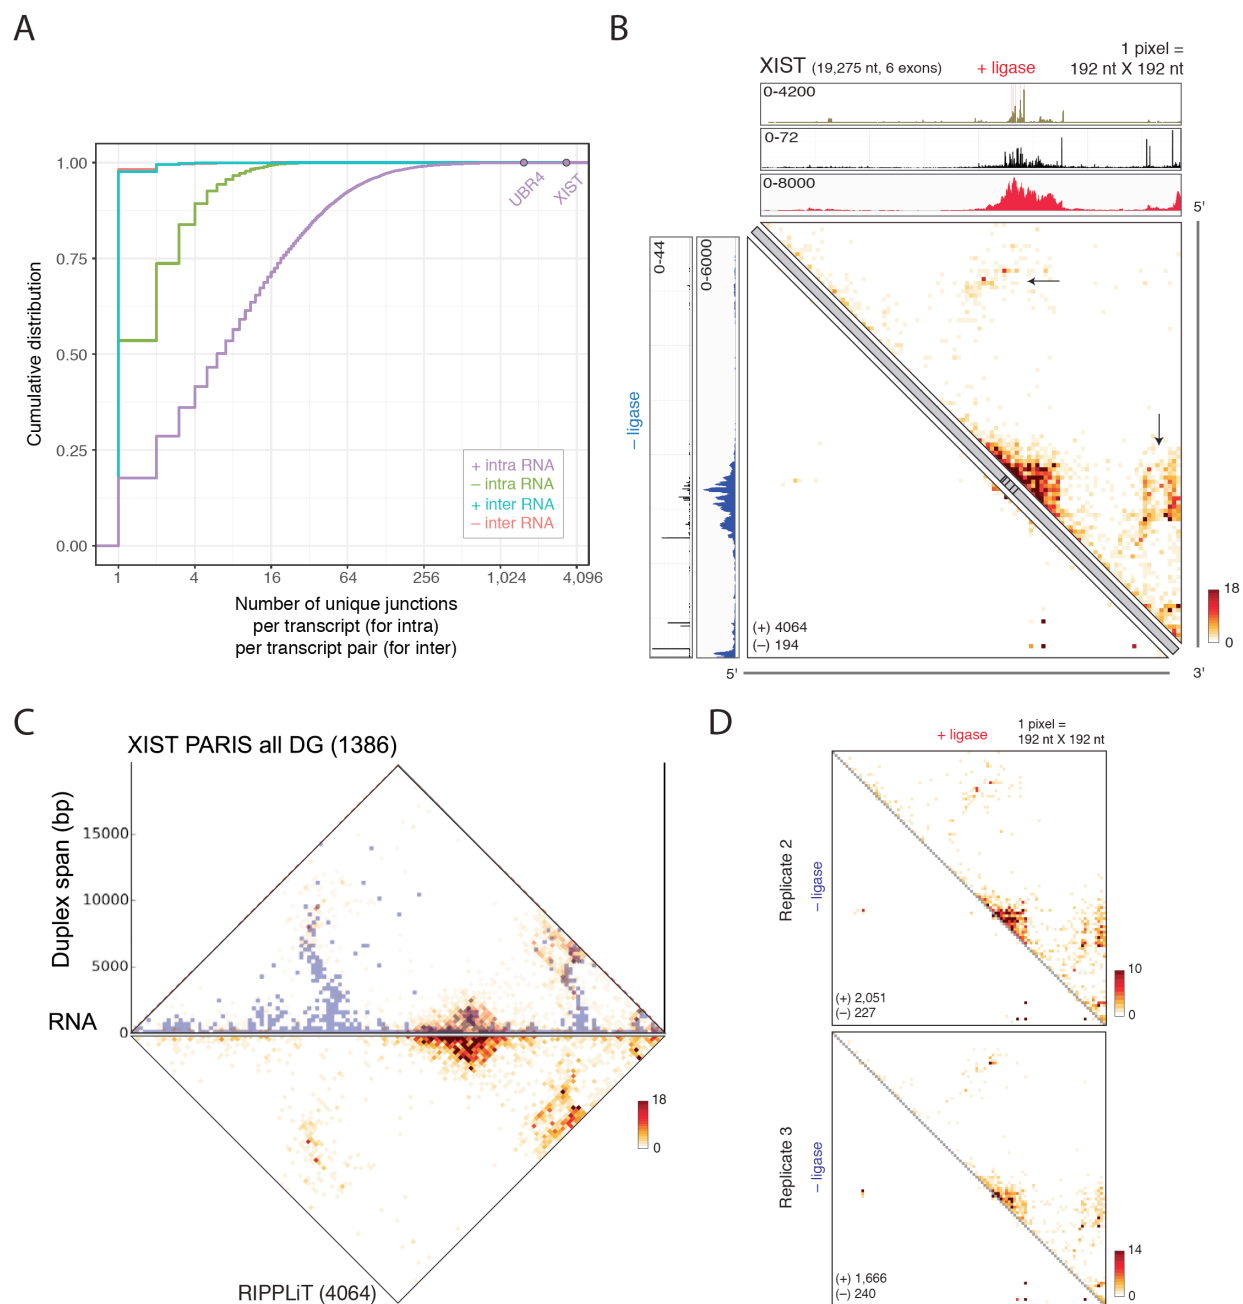 A
1.00
0.75
0.50
0.25
0.00
Cumulative distribution
UBR4
XIST
+ intra RNA
– intra RNA
+ inter RNA
– inter RNA
1
4
16
64
256
1,024
4,096
Number of unique junctions
per transcript (for intra)
per transcript pair (for inter)
B
XIST (19,275 nt, 6 exons)
+ ligase
1 pixel =
192 nt X 192 nt
0-4200
0-72
0-8000
5'
0-44
0-6000
– ligase
(+) 4064
(–) 194
18
0
5'
3'
C
XIST PARIS all DG (1386)
Duplex span (bp)
15000
10000
5000
0
RNA
18
0
RIPPLiT (4064)
D
+ ligase
1 pixel =
192 nt X 192 nt
Replicate 2
– ligase
(+) 2,051
(–) 227
10
0
Replicate 3
– ligase
(+) 1,666
(–) 240
14
0